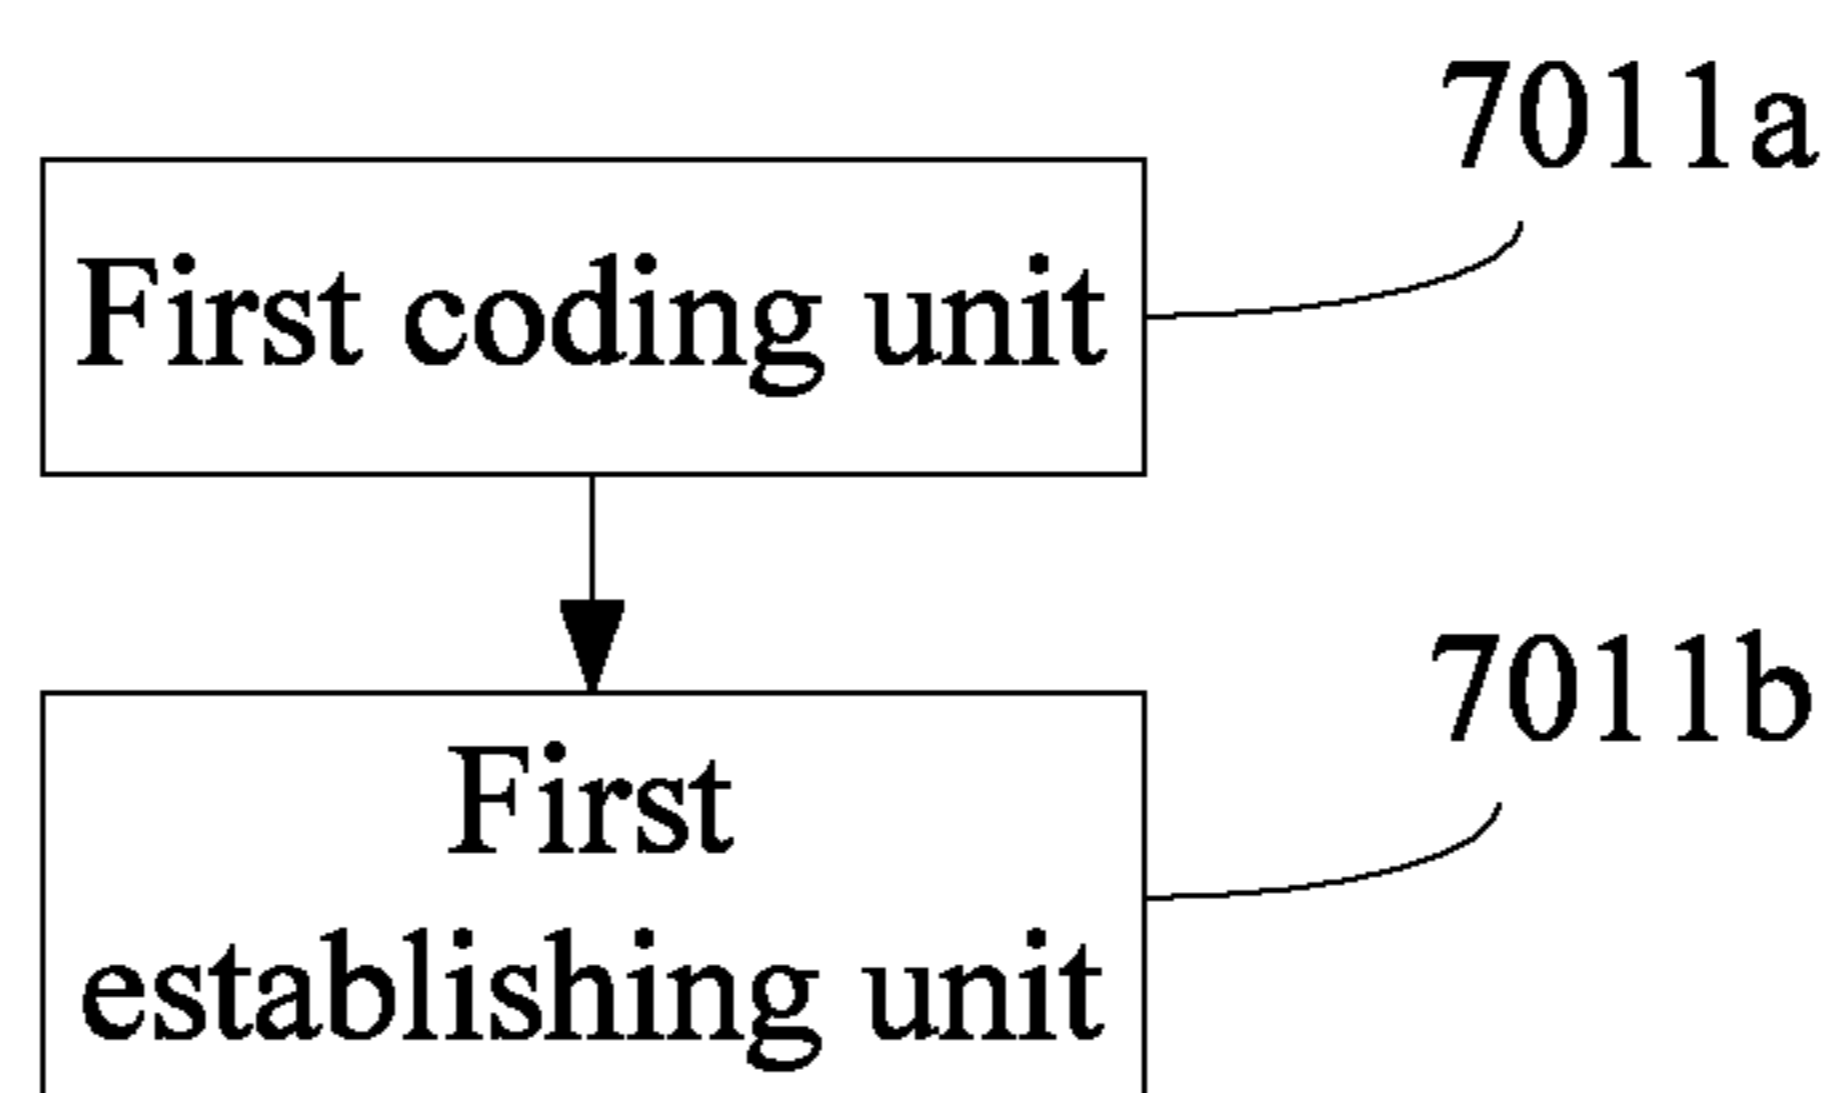 7011a
First coding unit
7011b
First
establishing unit